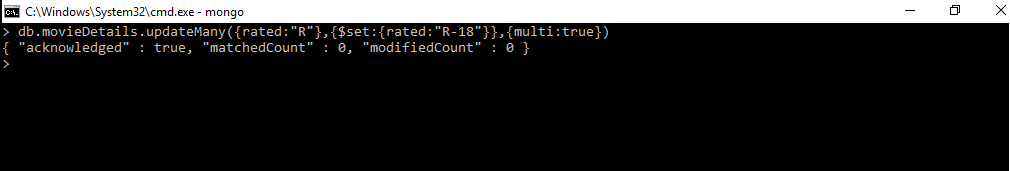 C:\Windows\System32\cmd.exe - mongo
> db.movieDetails.updateMany({rated:"R"},{$set:{rated:"R-18"}},{multi:true})
{ "acknowledged" : true, "matchedCount" : 0, "modifiedCount" : 0 }
>